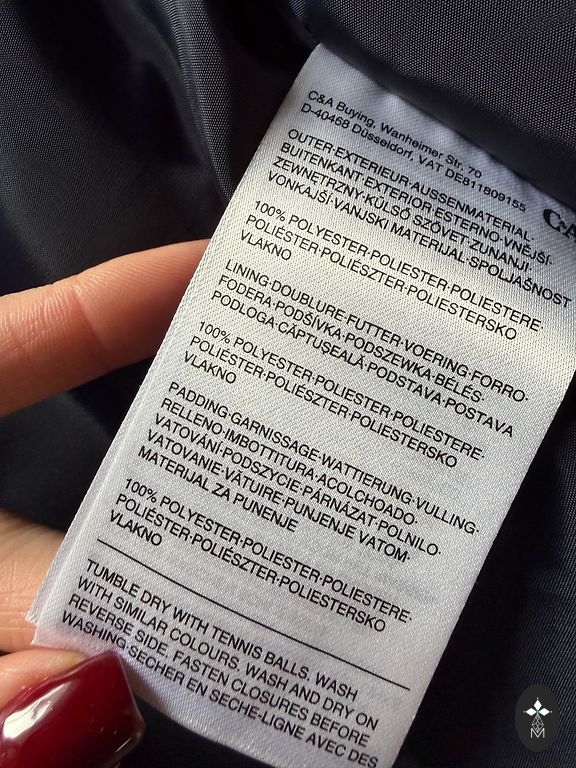 C&A Buying, Wanheimer Str. 70
D-40468 Düsseldorf, VAT DE811809155
C&A
OUTER·EXTERIEUR·AUSSENMATERIAL·
BUITENKANT·EXTERIOR·ESTERNO·VNĚJŠÍ·
ZEWNĘTRZNY·KÜLSŐ SZÖVET·ZUNANJI·
VONKAJŠÍ·VANJSKI MATERIJAL·SPOLJAŠNOST
100% POLYESTER·POLIESTER·POLIESTERE·
POLIÉSTER·POLIÉSZTER·POLIESTERSKO
VLAKNO
LINING·DOUBLURE·FUTTER·VOERING·FORRO·
FODERA·PODŠÍVKA·PODSZEWKA·BÉLÉS·
PODLOGA·CĂPTUŞEALĂ·PODSTAVA·POSTAVA
100% POLYESTER·POLIESTER·POLIESTERE·
POLIÉSTER·POLIÉSZTER·POLIESTERSKO
VLAKNO
PADDING·GARNISSAGE·WATTIERUNG·VULLING·
RELLENO·IMBOTTITURA·ACOLCHOADO·
VATOVÁNÍ·PODSZYCIE·PÁRNÁZAT·POLNILO·
VATOVANIE·VĂTUIRE·PUNJENJE VATOM·
MATERIJAL ZA PUNENJE
100% POLYESTER·POLIESTER·POLIESTERE·
POLIÉSTER·POLIÉSZTER·POLIESTERSKO
VLAKNO
TUMBLE DRY WITH TENNIS BALLS. WASH
WITH SIMILAR COLOURS. WASH AND DRY ON
REVERSE SIDE. FASTEN CLOSURES BEFORE
WASHING·SÉCHER EN SÈCHE-LIGNE AVEC DES